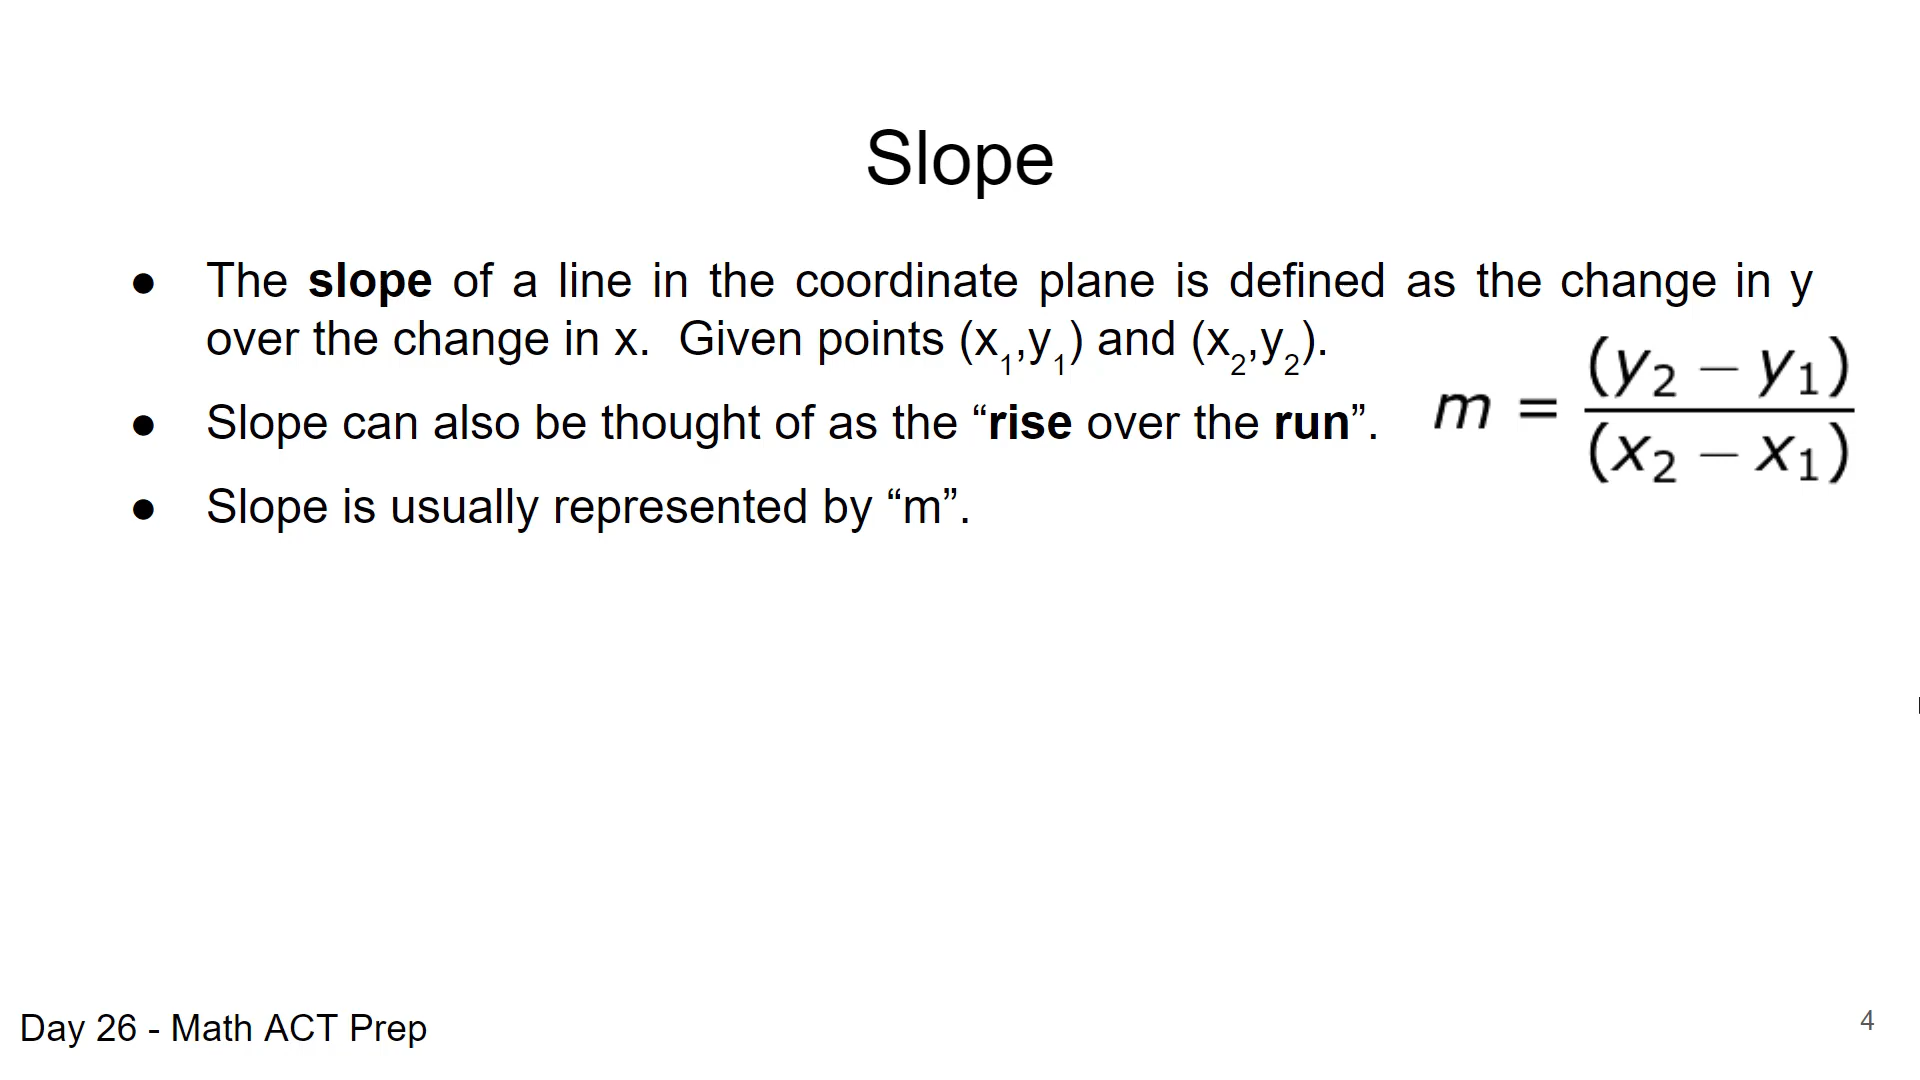 Slope
● The slope of a line in the coordinate plane is defined as the change in y
over the change in x.  Given points (x₁,y₁) and (x₂,y₂).
● Slope can also be thought of as the “rise over the run”.
m = (y₂ − y₁) / (x₂ − x₁)
● Slope is usually represented by “m”.
Day 26 - Math ACT Prep
4